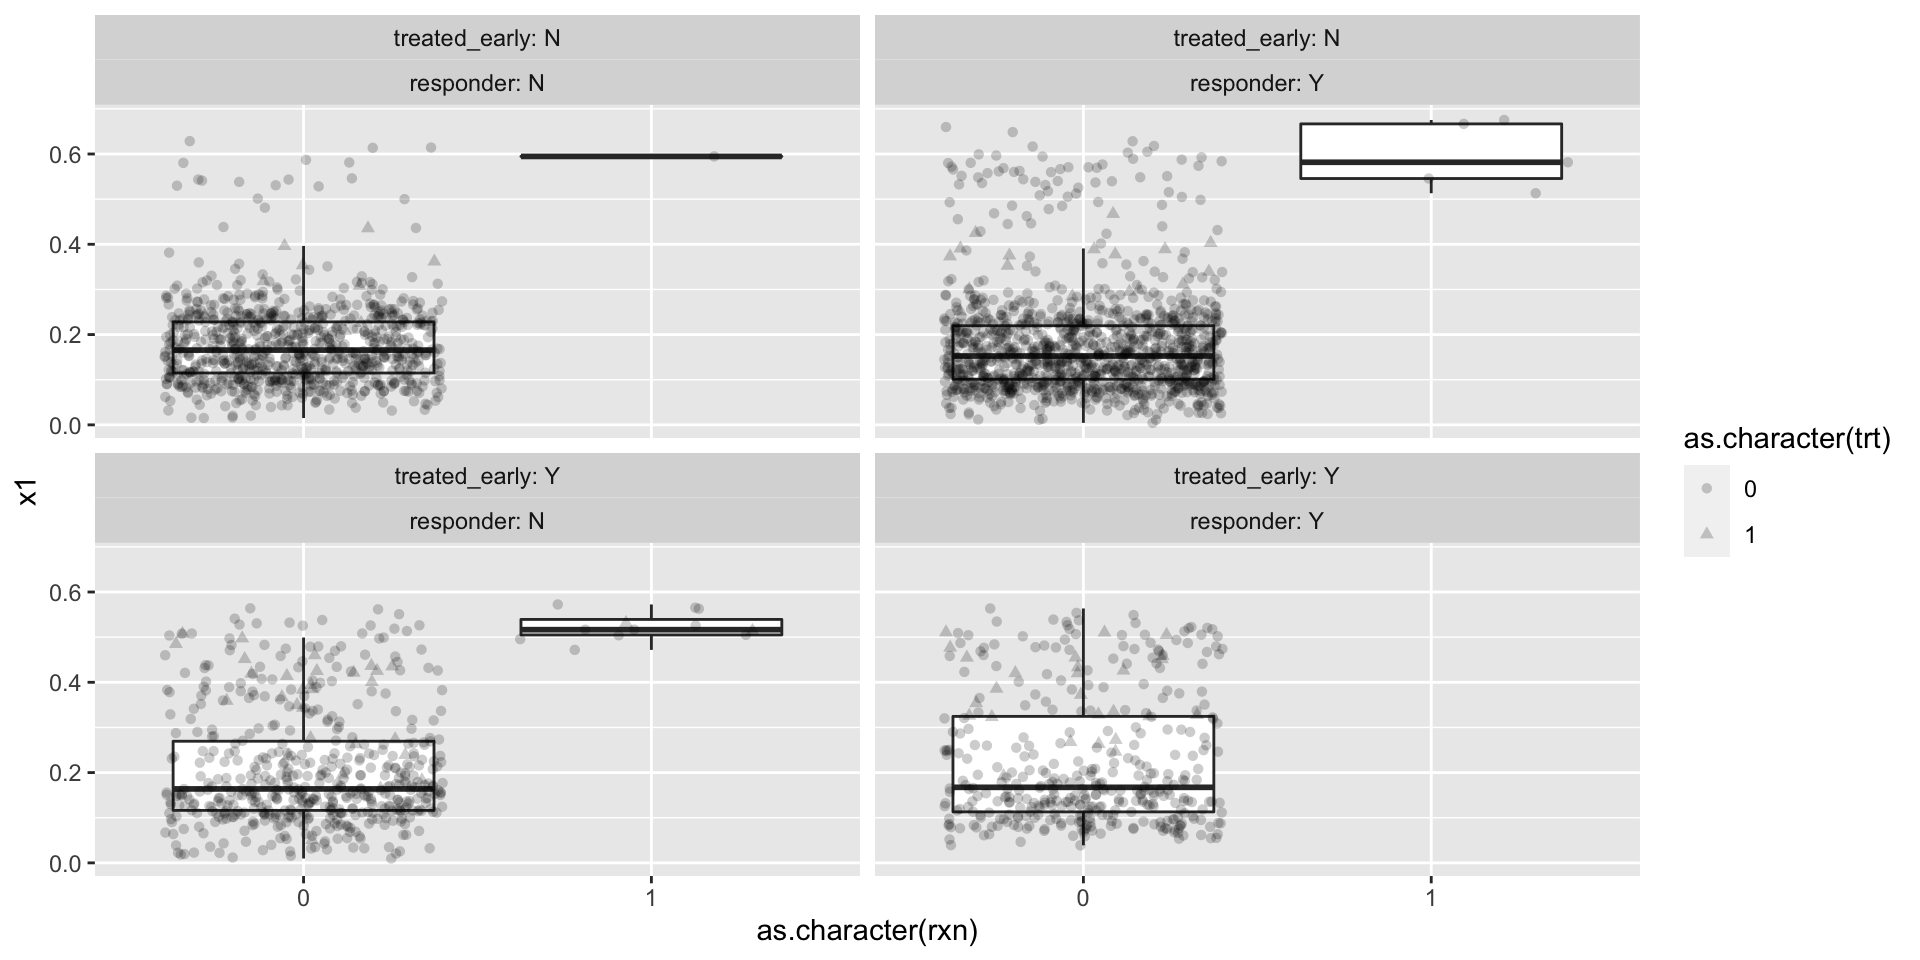 treated_early: N
treated_early: N
responder: N
responder: Y
0.6
0.4
0.2
0.0
treated_early: Y
treated_early: Y
responder: N
responder: Y
0.6
0.4
0.2
0.0
0
1
0
1
as.character(rxn)
x1
as.character(trt)
0
1